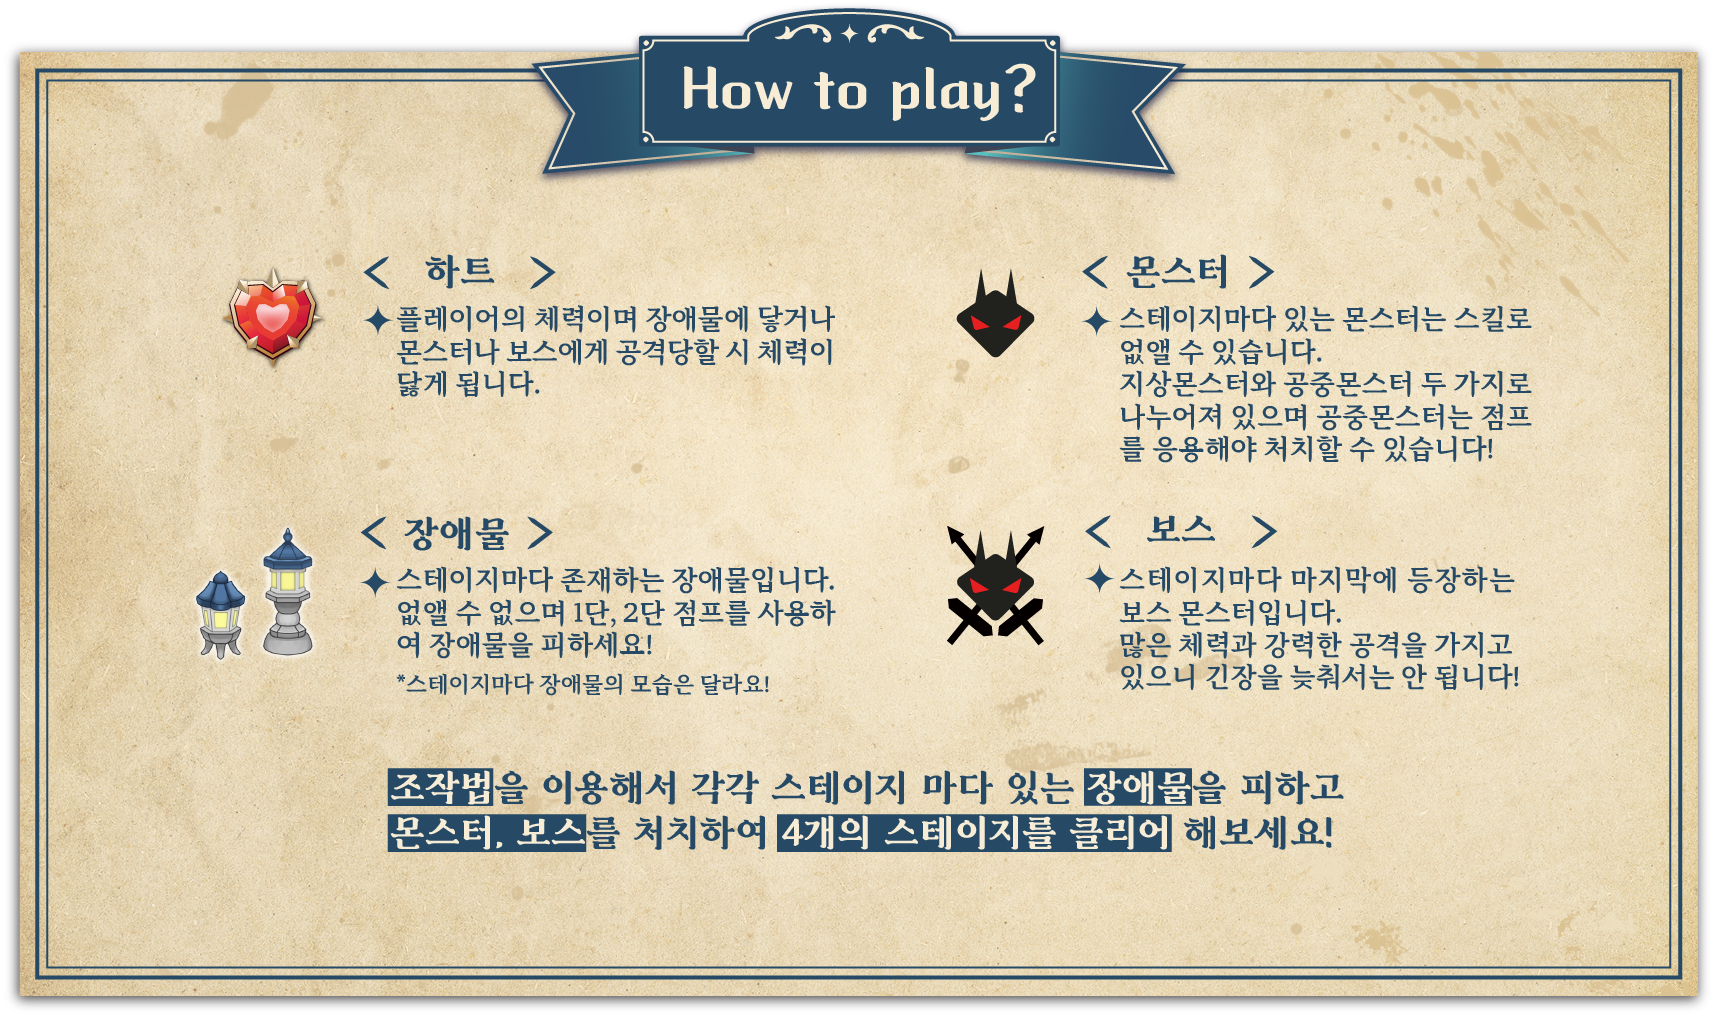 How to play?
< 하트 >
플레이어의 체력이며 장애물에 닿거나
몬스터나 보스에게 공격당할 시 체력이
닳게 됩니다.
< 몬스터 >
스테이지마다 있는 몬스터는 스킬로
없앨 수 있습니다.
지상몬스터와 공중몬스터 두 가지로
나누어져 있으며 공중몬스터는 점프
를 응용해야 처치할 수 있습니다!
< 장애물 >
스테이지마다 존재하는 장애물입니다.
없앨 수 없으며 1단, 2단 점프를 사용하
여 장애물을 피하세요!
*스테이지마다 장애물의 모습은 달라요!
< 보스 >
스테이지마다 마지막에 등장하는
보스 몬스터입니다.
많은 체력과 강력한 공격을 가지고
있으니 긴장을 늦춰서는 안 됩니다!
조작법을 이용해서 각각 스테이지 마다 있는 장애물을 피하고
몬스터, 보스를 처치하여 4개의 스테이지를 클리어 해보세요!